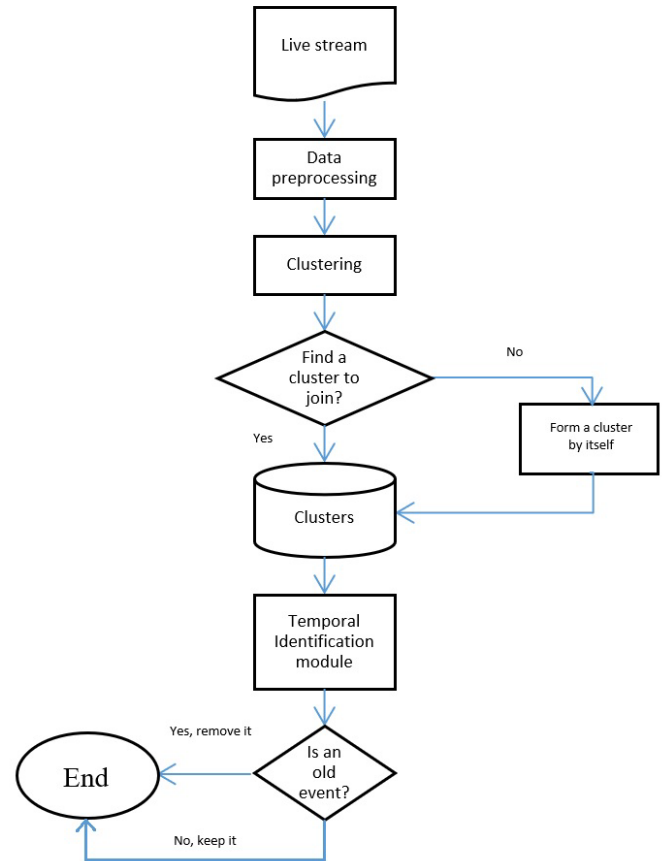 Live stream
Data
preprocessing
Clustering
Find a
cluster to
join?
No
Form a cluster
by itself
Yes
Clusters
Temporal
Identification
module
Yes, remove it
Is an
old
event?
End
No, keep it